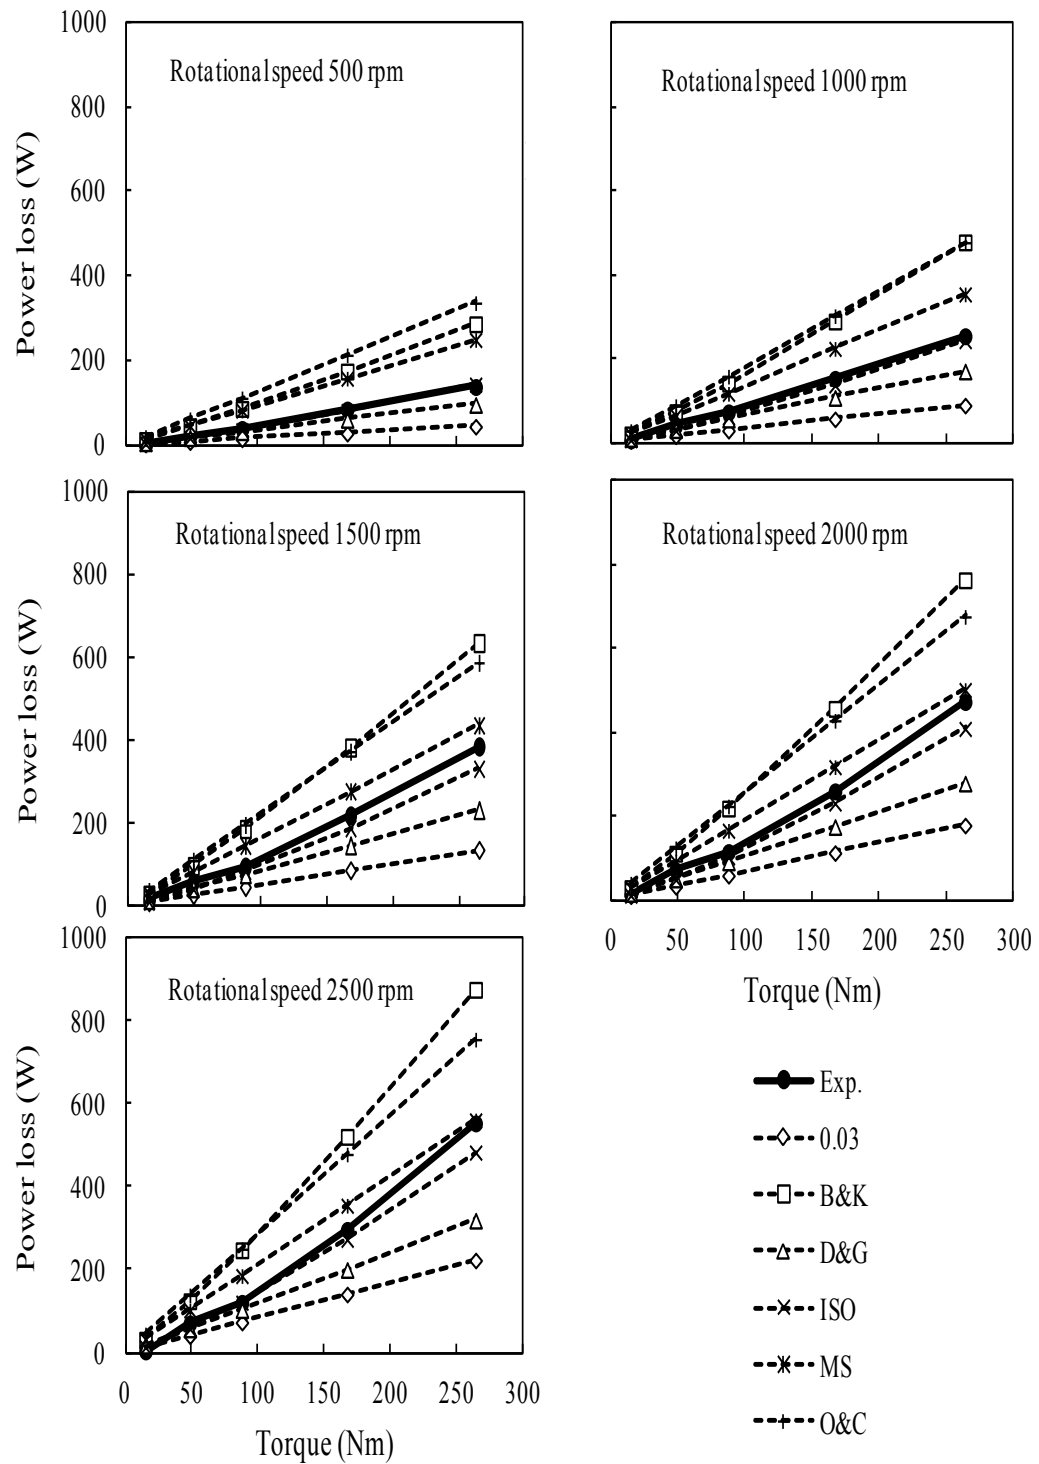 1000
800
600
400
200
0
Power loss (W)
Rotational speed 500 rpm
Rotational speed 1000 rpm
1000
800
600
400
200
0
Power loss (W)
Rotational speed 1500 rpm
Rotational speed 2000 rpm
0 50 100 150 200 250 300
Torque (Nm)
1000
800
600
400
200
0
Power loss (W)
Rotational speed 2500 rpm
0 50 100 150 200 250 300
Torque (Nm)
Exp.
0.03
B&K
D&G
ISO
MS
O&C